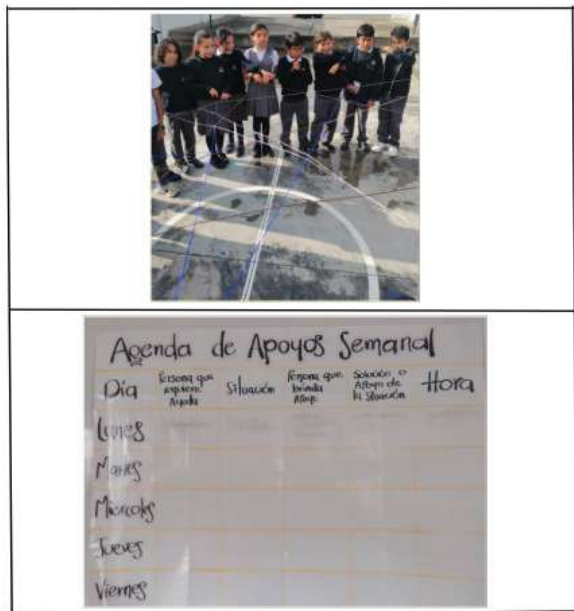 Agenda de Apoyos Semanal
Día Persona que requiere Ayuda Situación Persona que brinda Apoyo Solución o Apoyo de la Situación Hora
Lunes
Martes
Miércoles
Jueves
Viernes